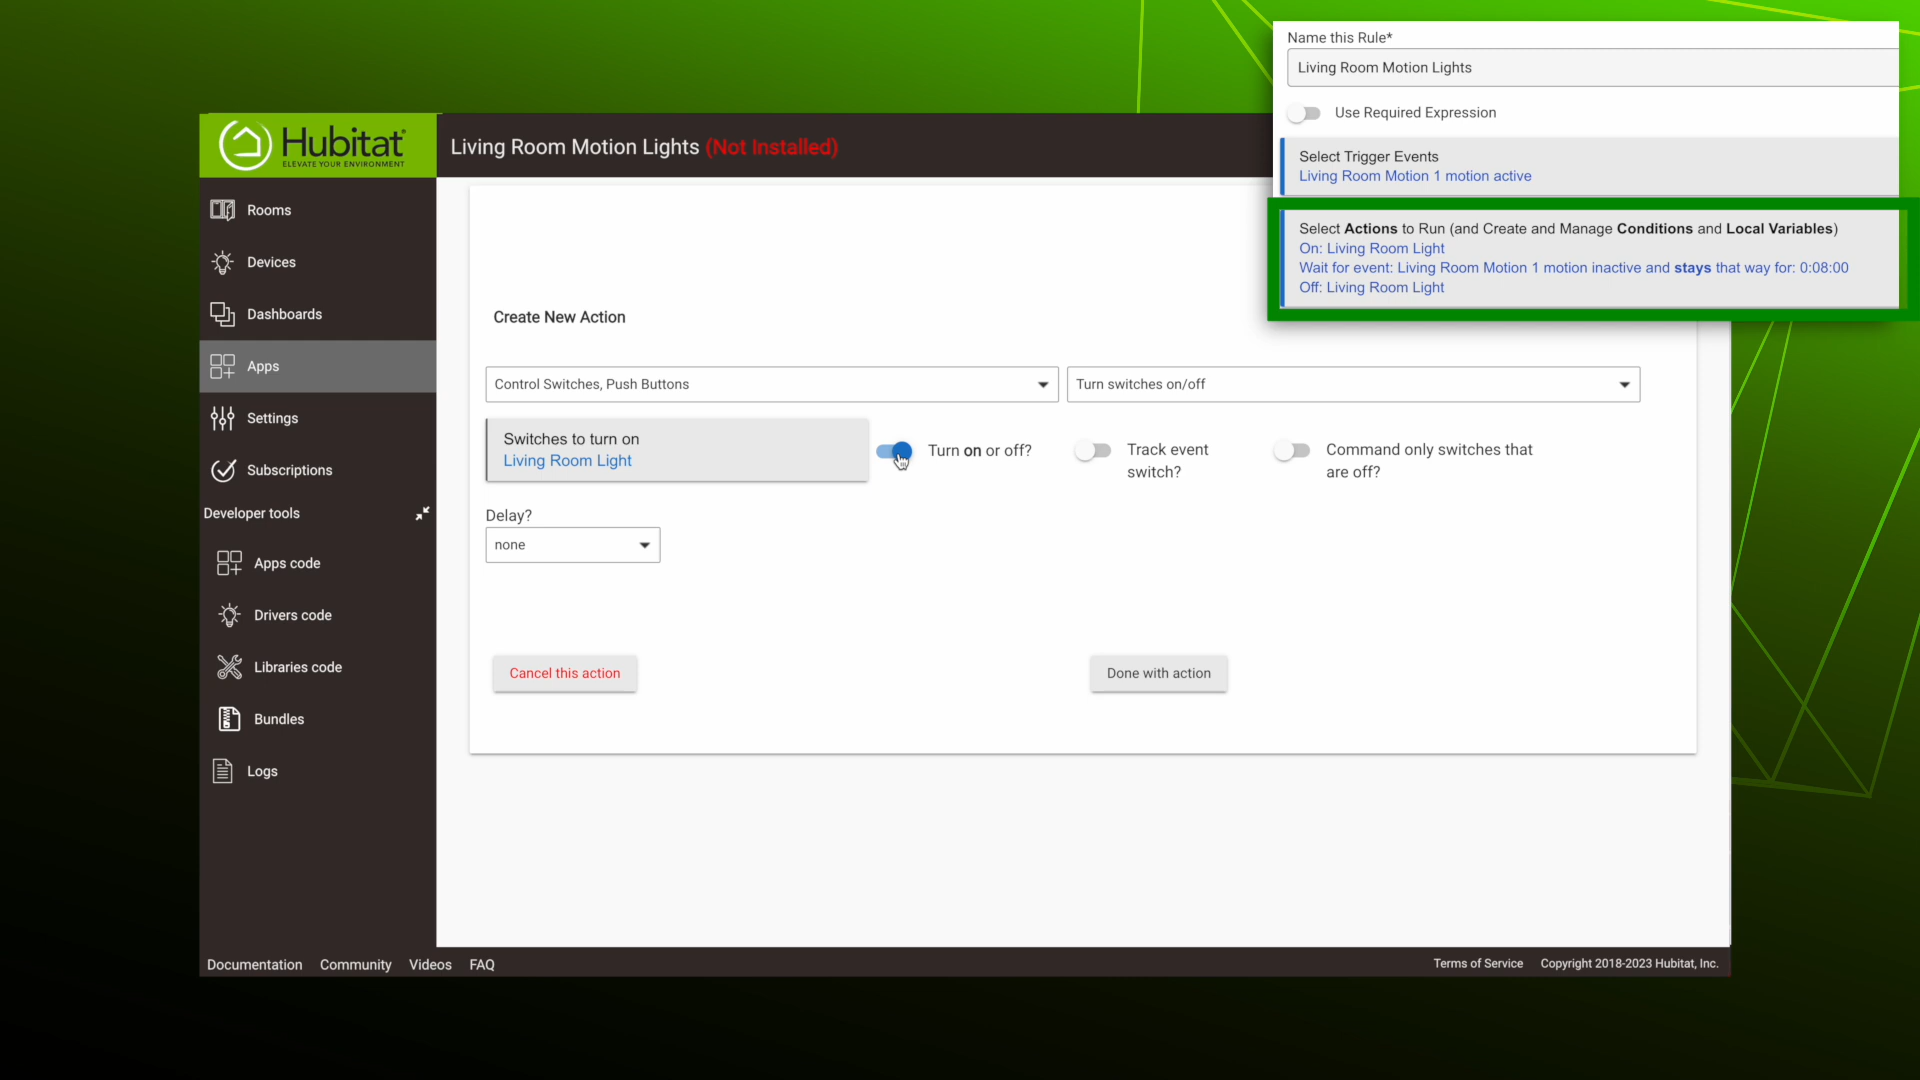 Name this Rule*
Living Room Motion Lights
Use Required Expression
Select Trigger Events
Living Room Motion 1 motion active
Select Actions to Run (and Create and Manage Conditions and Local Variables)
On: Living Room Light
Wait for event: Living Room Motion 1 motion inactive and stays that way for: 0:08:00
Off: Living Room Light
Hubitat®
ELEVATE YOUR ENVIRONMENT
Living Room Motion Lights (Not Installed)
Rooms
Devices
Dashboards
Apps
Settings
Subscriptions
Developer tools
Apps code
Drivers code
Libraries code
Bundles
Logs
Create New Action
Control Switches, Push Buttons
Turn switches on/off
Switches to turn on
Living Room Light
Turn on or off?
Track event
switch?
Command only switches that
are off?
Delay?
none
Cancel this action
Done with action
Documentation
Community
Videos
FAQ
Terms of Service
Copyright 2018-2023 Hubitat, Inc.